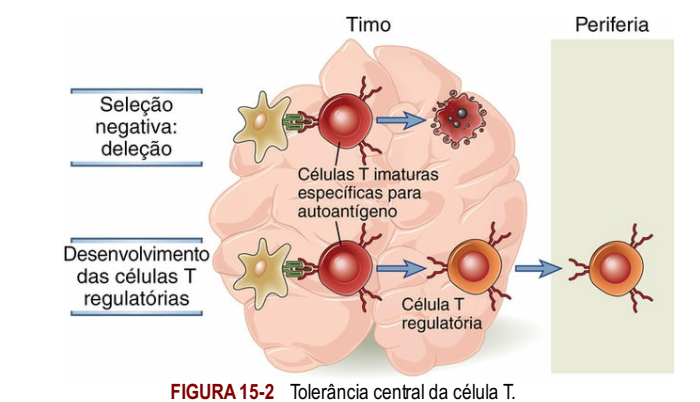 Timo
Periferia
Seleção
negativa:
deleção
Células T imaturas
específicas para
autoantígeno
Desenvolvimento
das células T
regulatórias
Célula T
regulatória
FIGURA 15-2 Tolerância central da célula T.